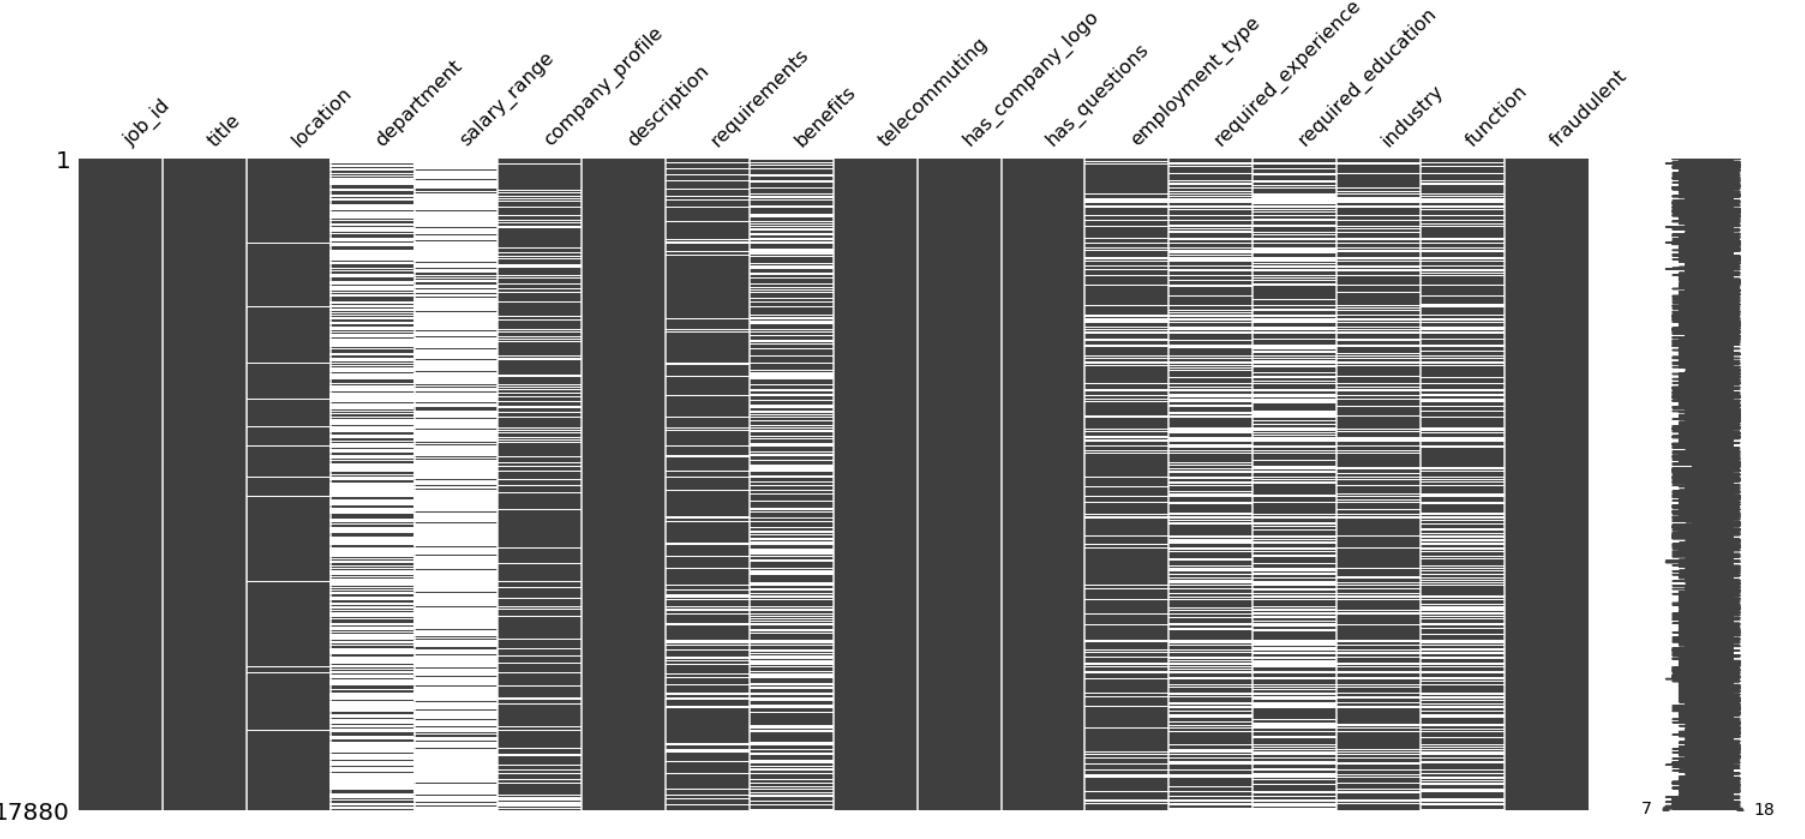 job_id
title
location
department
salary_range
company_profile
description
requirements
benefits
telecommuting
has_company_logo
has_questions
employment_type
required_experience
required_education
industry
function
fraudulent
1
17880
7
18